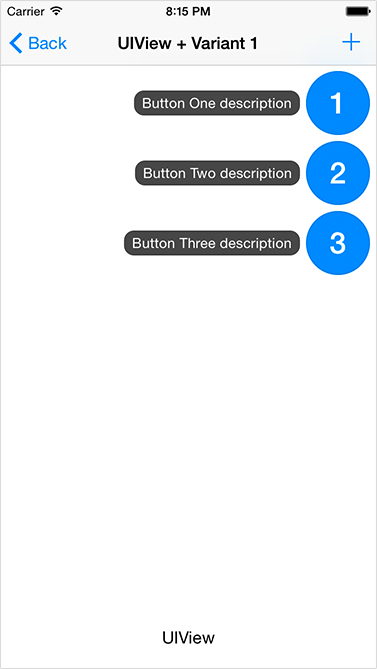 Carrier 8:15 PM
Back UIView + Variant 1 +
Button One description 1
Button Two description 2
Button Three description 3
UIView